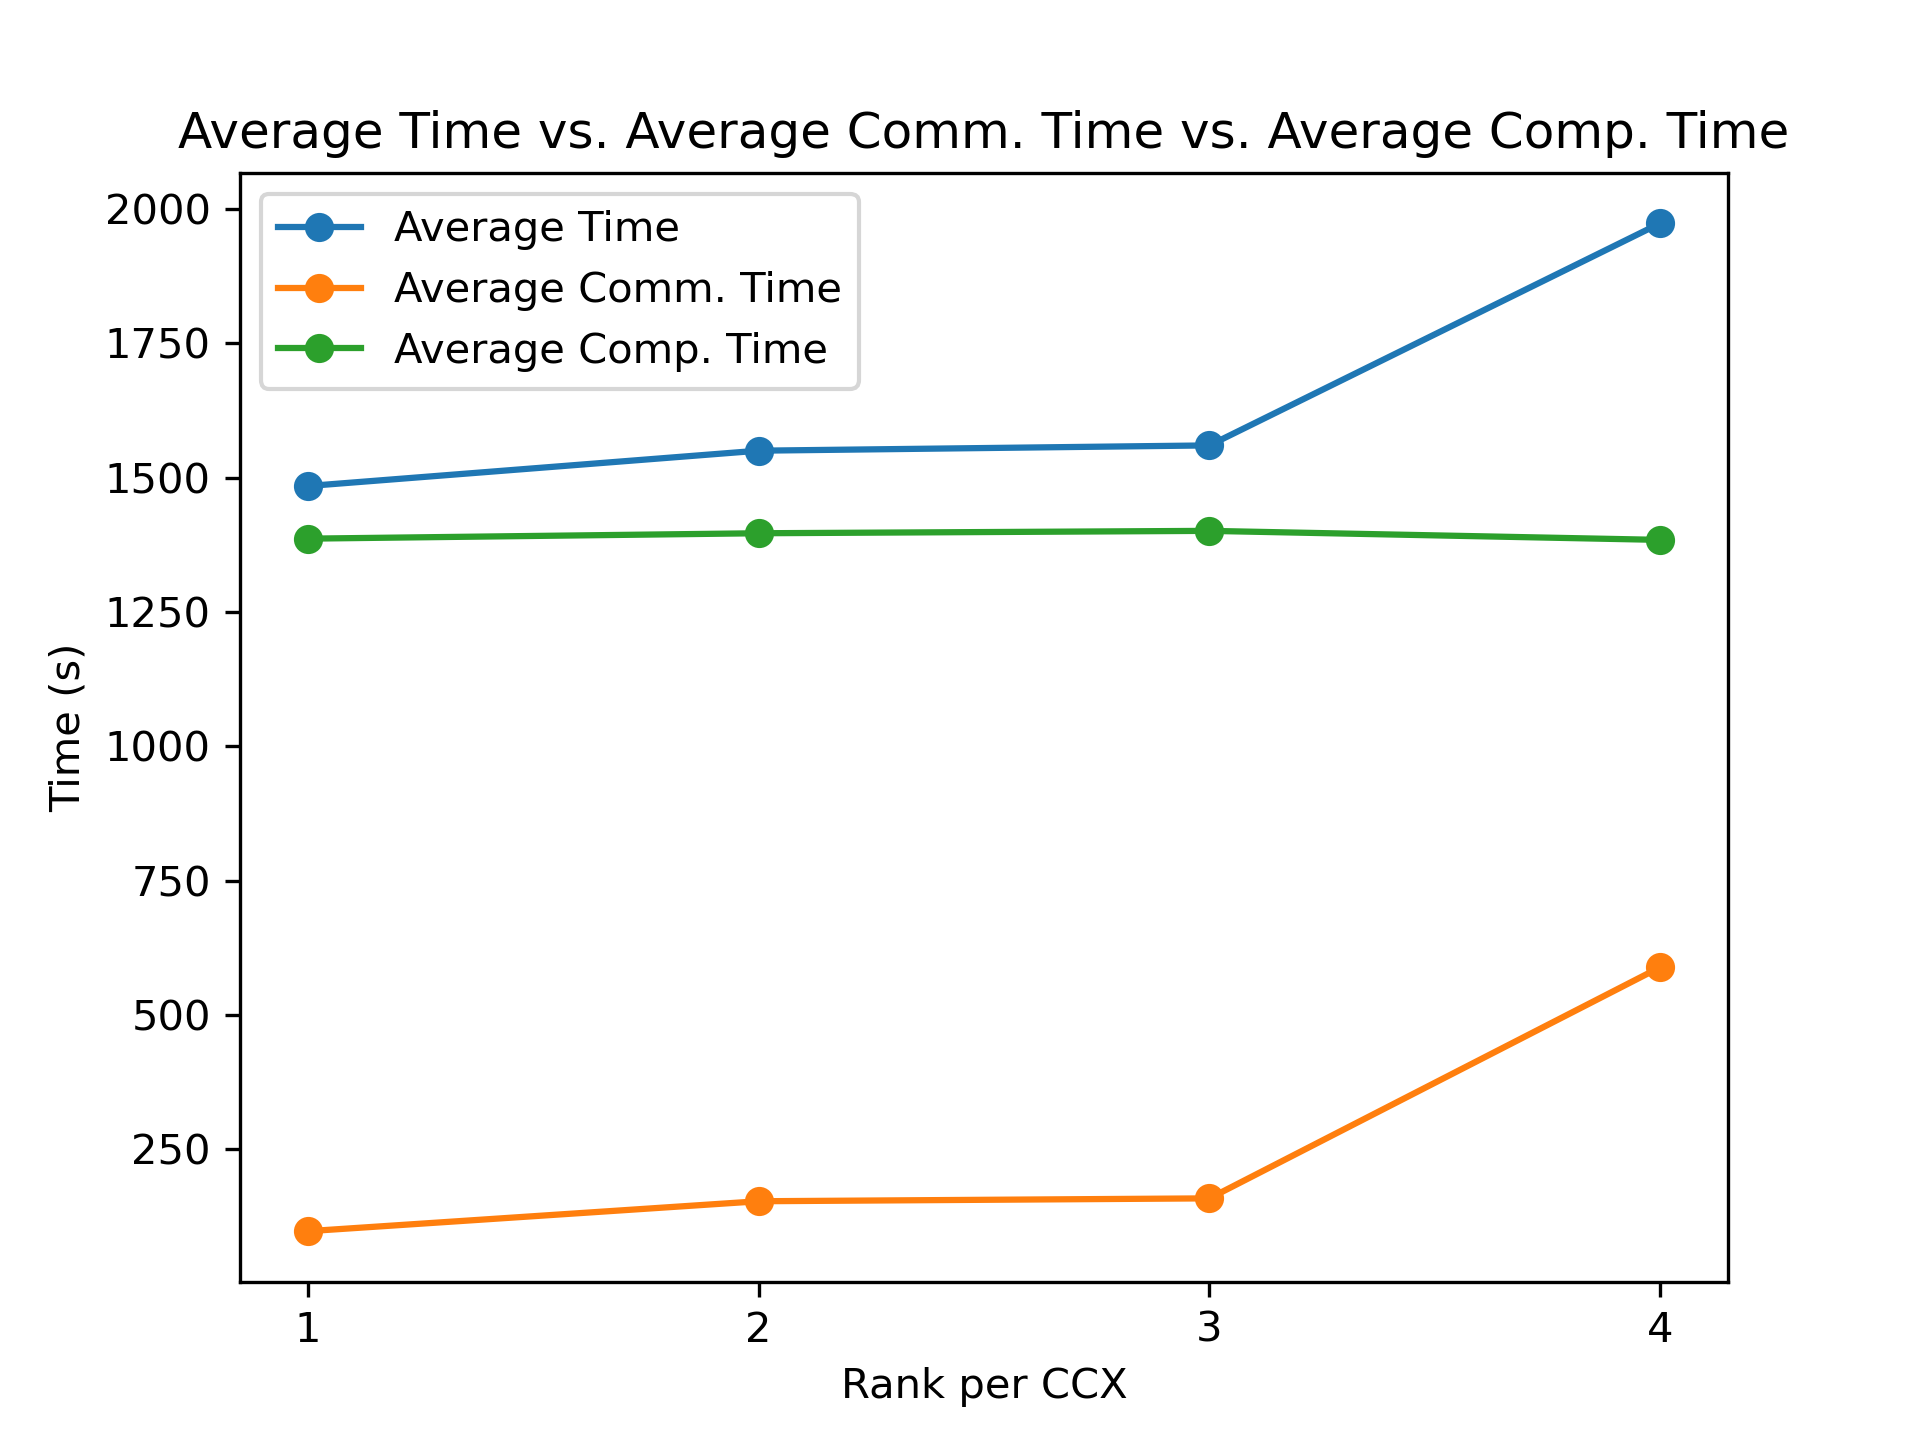 Average Time vs. Average Comm. Time vs. Average Comp. Time
Average Time
Average Comm. Time
Average Comp. Time
2000
1750
1500
1250
1000
750
500
250
Time (s)
1 2 3 4
Rank per CCX